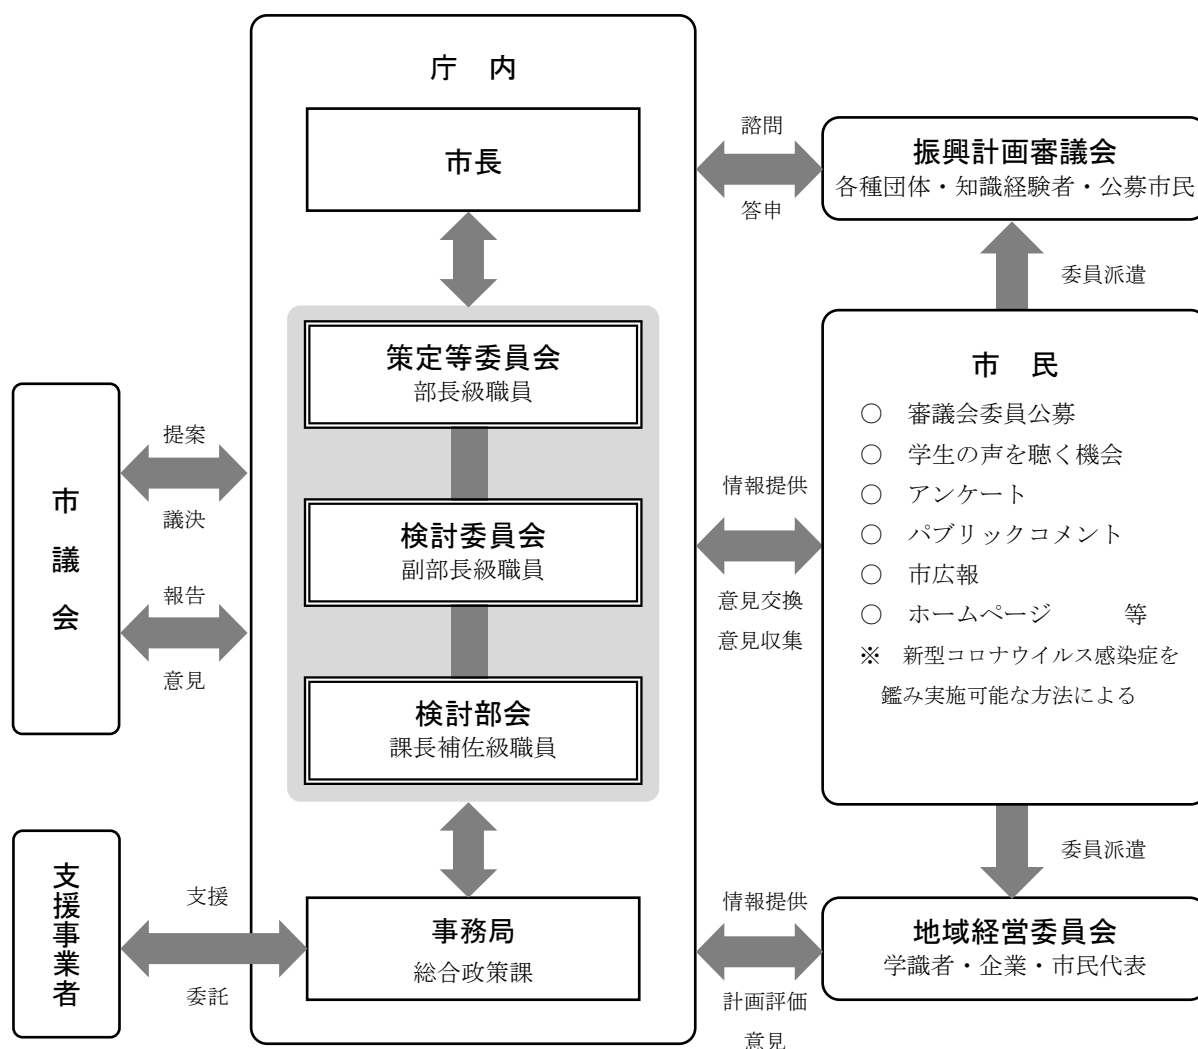 庁 内
市長
策定等委員会
部長級職員
検討委員会
副部長級職員
検討部会
課長補佐級職員
事務局
総合政策課
市議会
提案
議決
報告
意見
支援事業者
支援
委託
諮問
答申
振興計画審議会
各種団体・知識経験者・公募市民
委員派遣
市 民
○ 審議会委員公募
○ 学生の声を聴く機会
○ アンケート
○ パブリックコメント
○ 市広報
○ ホームページ 等
※ 新型コロナウイルス感染症を
鑑み実施可能な方法による
情報提供
意見交換
意見収集
委員派遣
地域経営委員会
学識者・企業・市民代表
情報提供
計画評価
意見